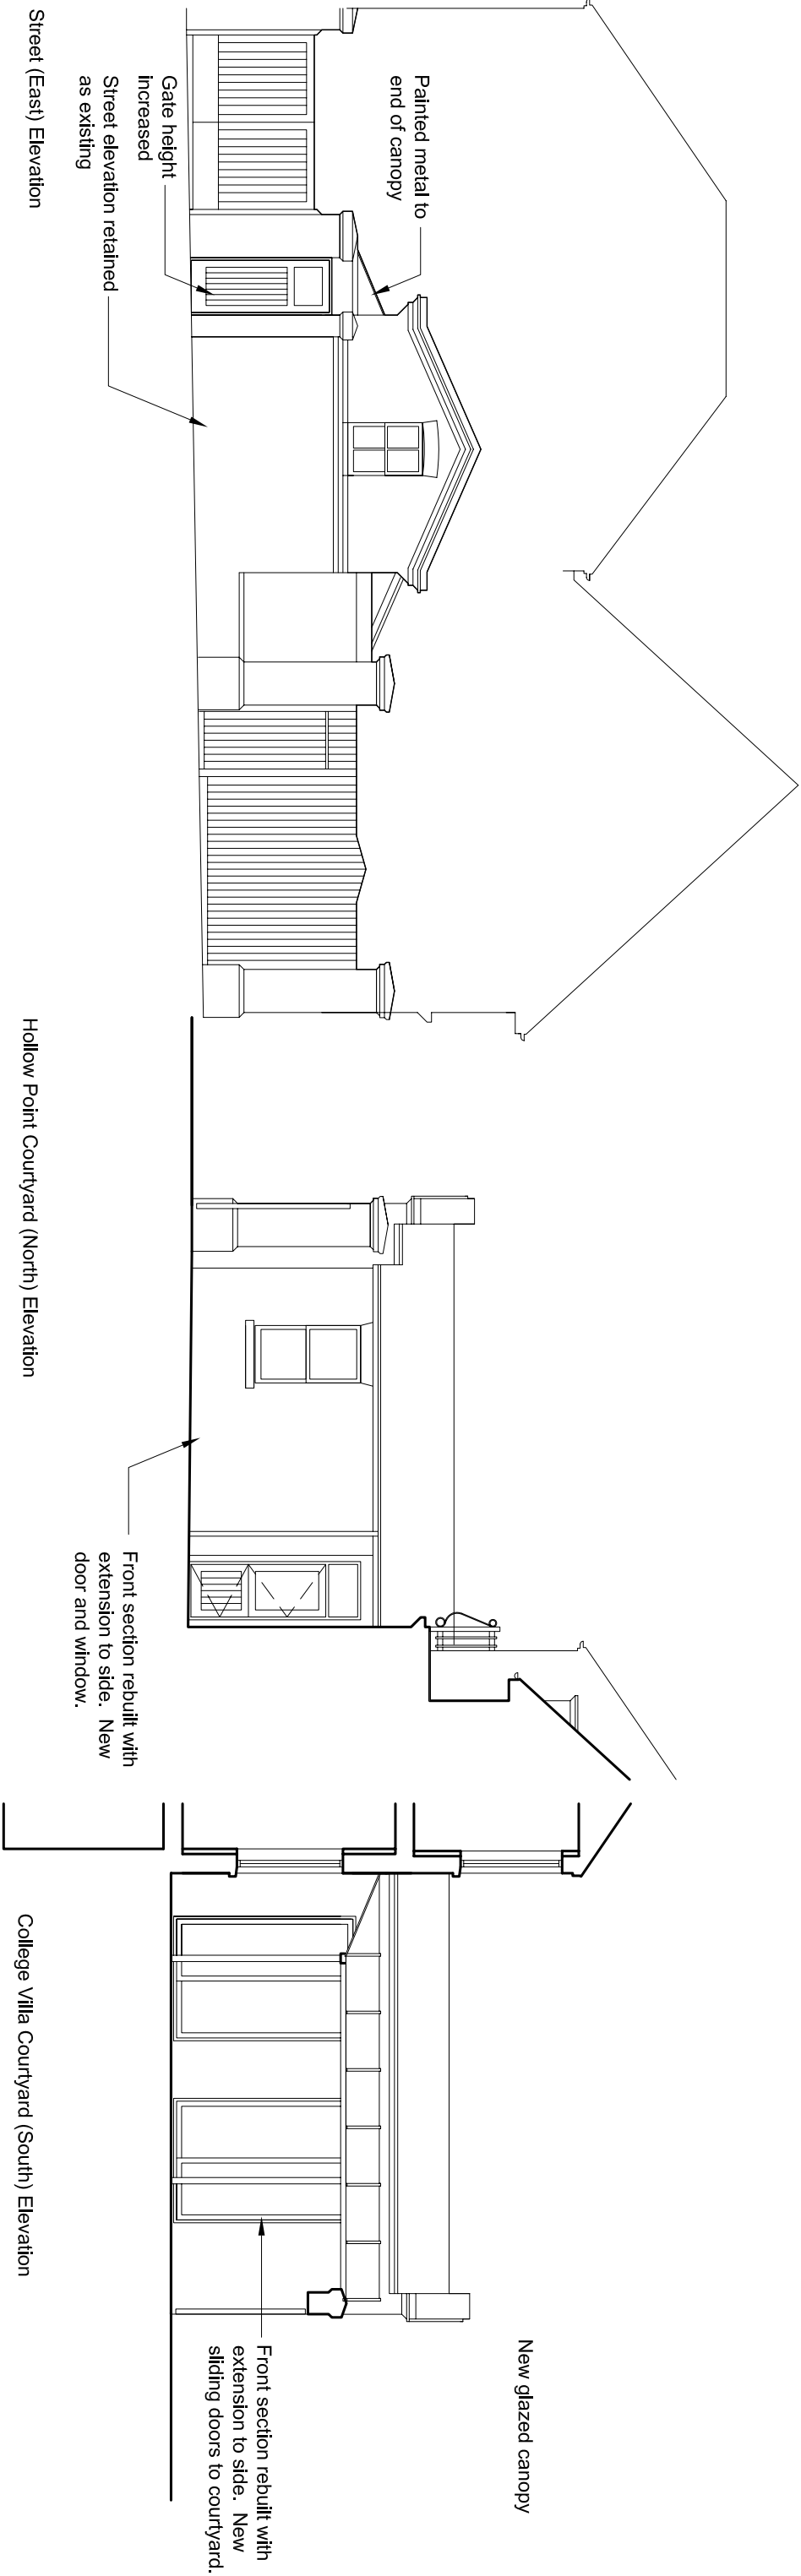 Painted metal to
end of canopy
Gate height
increased
Street elevation retained
as existing
Street (East) Elevation
Front section rebuilt with
extension to side. New
door and window.
Hollow Point Courtyard (North) Elevation
New glazed canopy
Front section rebuilt with
extension to side. New
sliding doors to courtyard.
College Villa Courtyard (South) Elevation